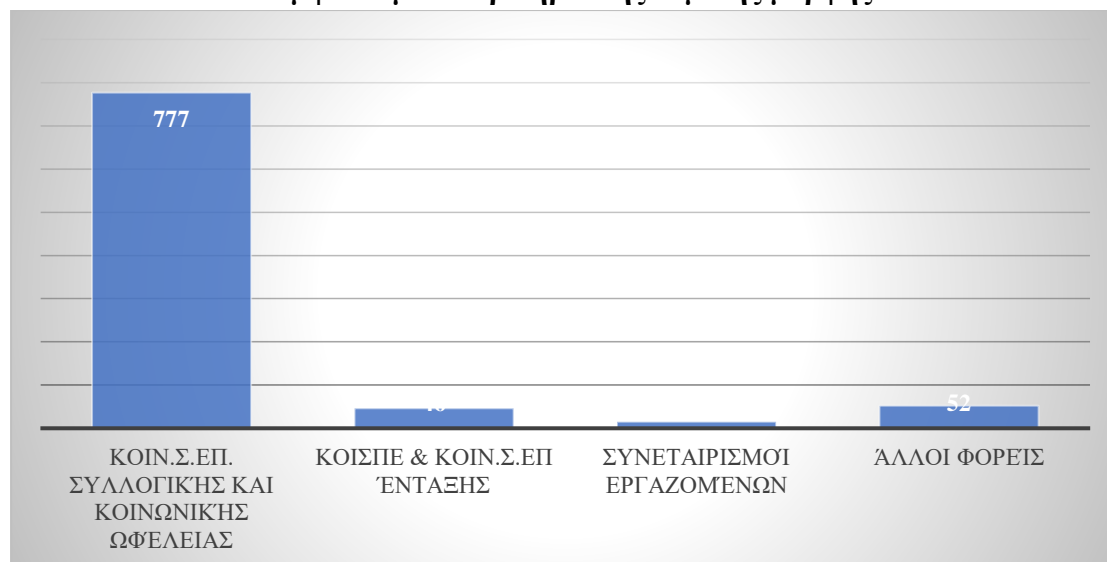 777
52
ΚΟΙΝ.Σ.ΕΠ.
ΣΥΛΛΟΓΙΚΉΣ ΚΑΙ
ΚΟΙΝΩΝΙΚΉΣ
ΩΦΈΛΕΙΑΣ
ΚΟΙΣΠΕ & ΚΟΙΝ.Σ.ΕΠ
ΈΝΤΑΞΗΣ
ΣΥΝΕΤΑΙΡΙΣΜΟΊ
ΕΡΓΑΖΟΜΈΝΩΝ
ΆΛΛΟΙ ΦΟΡΕΊΣ